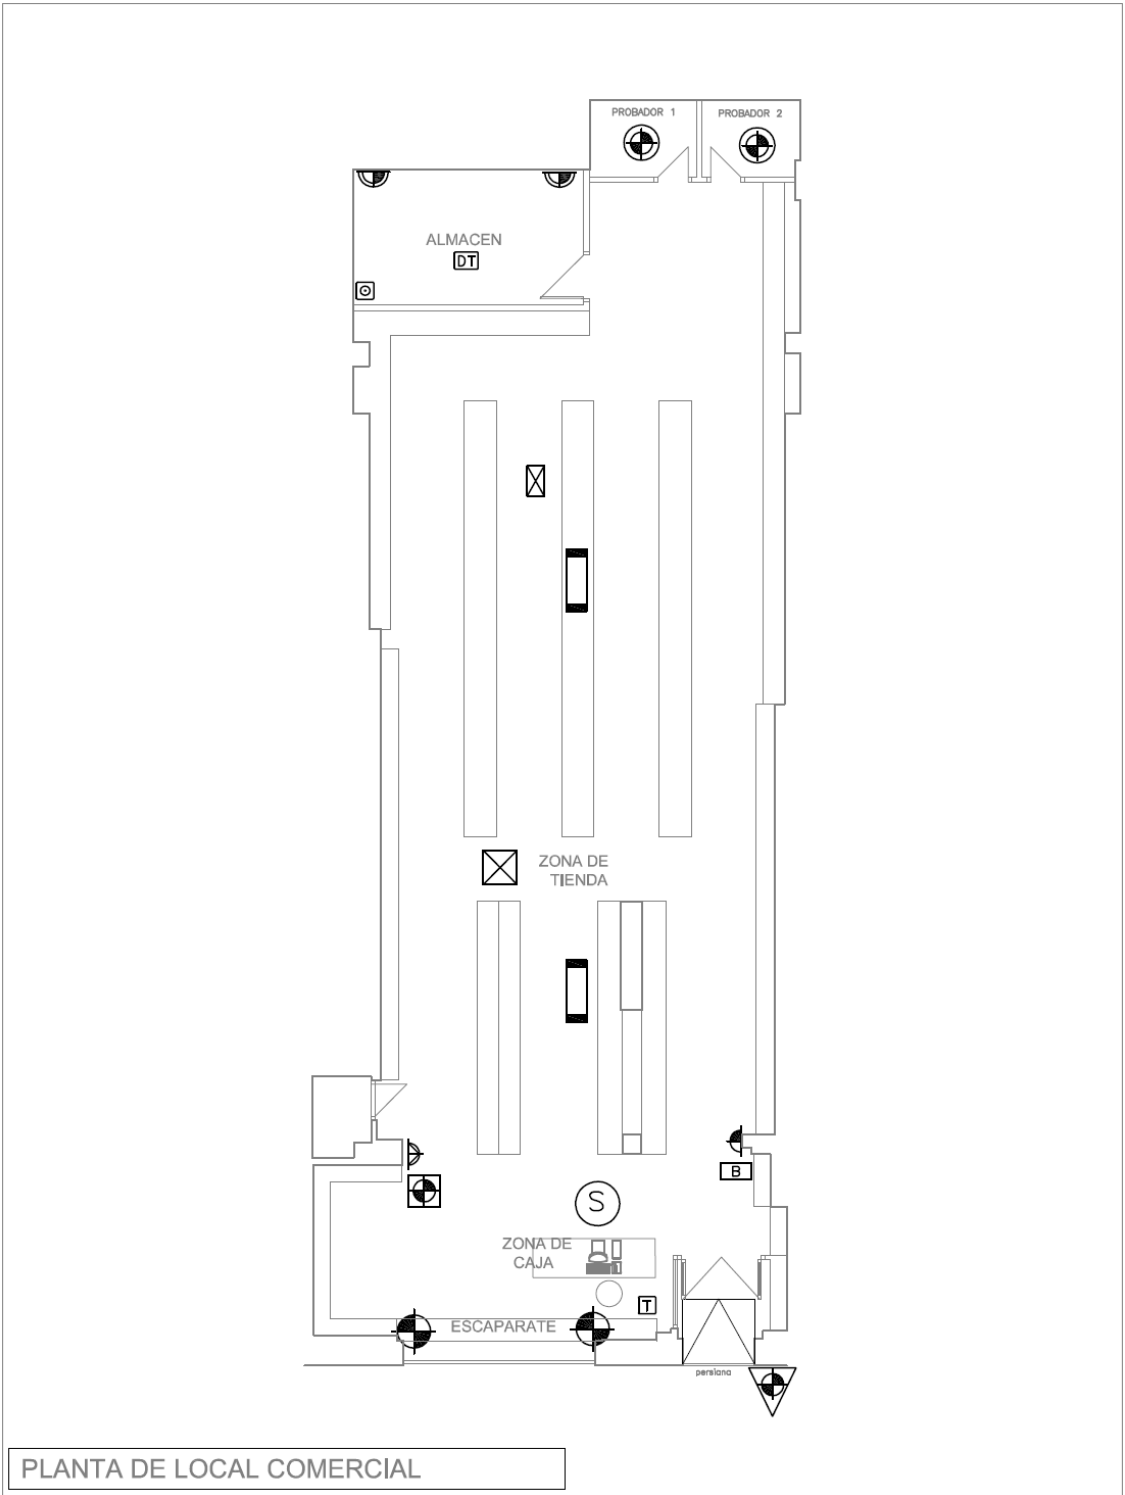 PROBADOR 1
PROBADOR 2
ALMACEN
DT
ZONA DE
TIENDA
B
S
ZONA DE
CAJA
T
ESCAPARATE
persiana
PLANTA DE LOCAL COMERCIAL